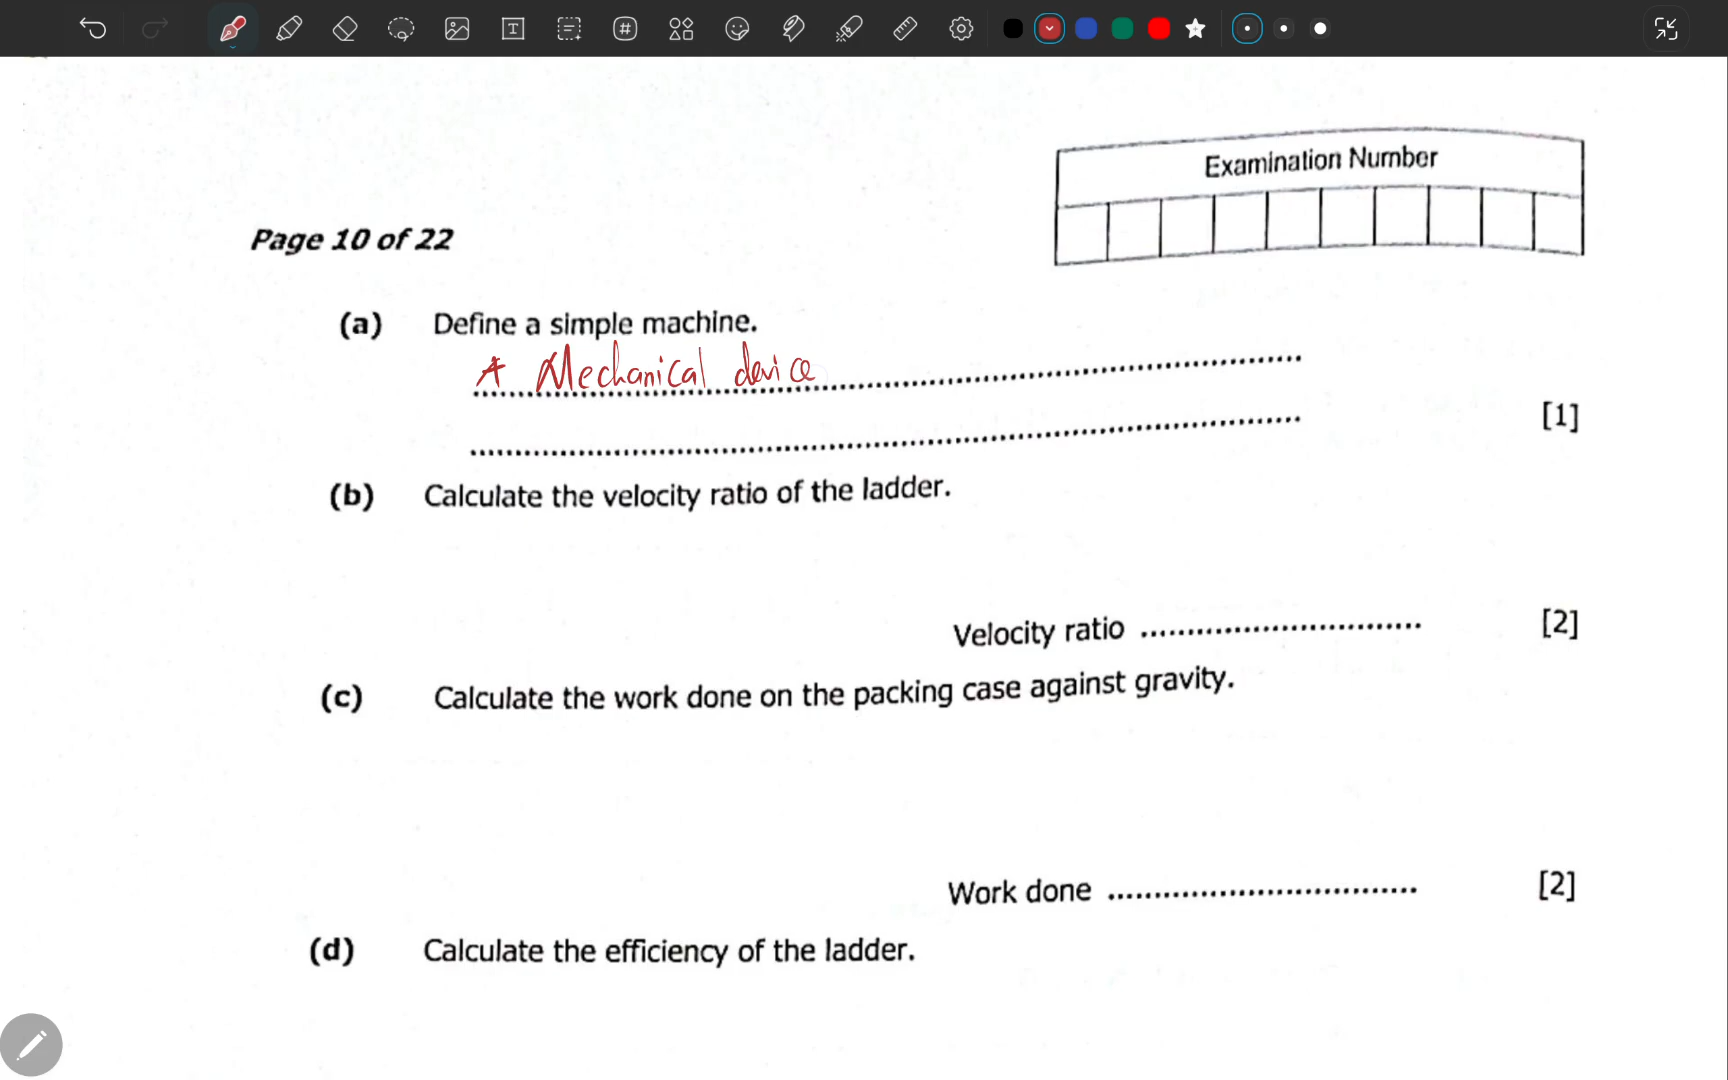 Examination Number
Page 10 of 22
(a) Define a simple machine.
A Mechanical device
[1]
(b) Calculate the velocity ratio of the ladder.
Velocity ratio ............................... [2]
(c) Calculate the work done on the packing case against gravity.
Work done .................................. [2]
(d) Calculate the efficiency of the ladder.